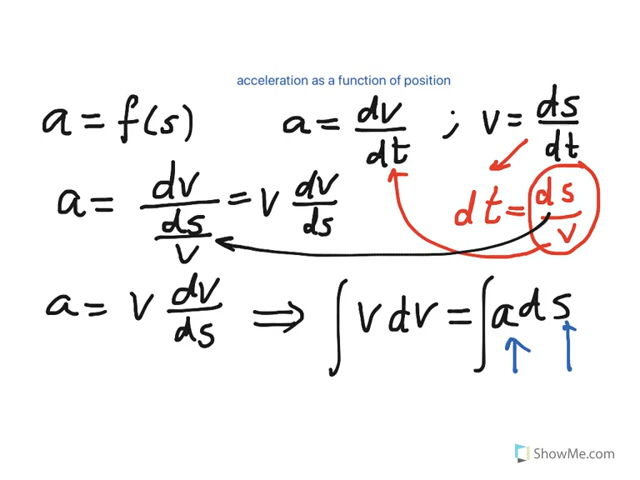 acceleration as a function of position
a = f(s)   a = dv/dt ; v = ds/dt
a = dv/(ds/v) = v dv/ds   dt = ds/v
a = v dv/ds ⟹ ∫ v dv = ∫ a ds
ShowMe.com